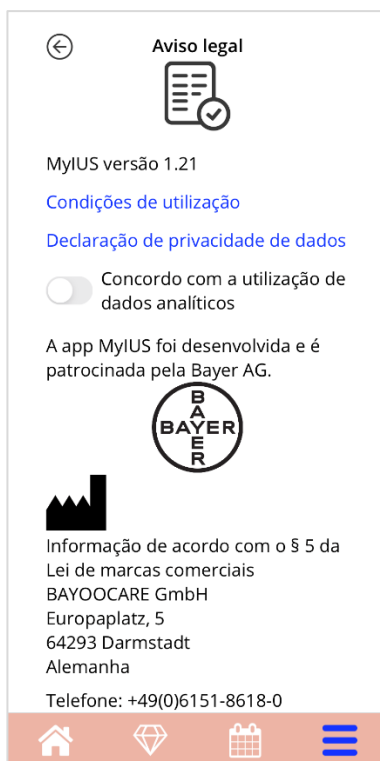 Aviso legal
MyIUS versão 1.21
Condições de utilização
Declaração de privacidade de dados
Concordo com a utilização de
dados analíticos
A app MyIUS foi desenvolvida e é
patrocinada pela Bayer AG.
BAYER
BAYER
Informação de acordo com o § 5 da
Lei de marcas comerciais
BAYOOCARE GmbH
Europaplatz, 5
64293 Darmstadt
Alemanha
Telefone: +49(0)6151-8618-0